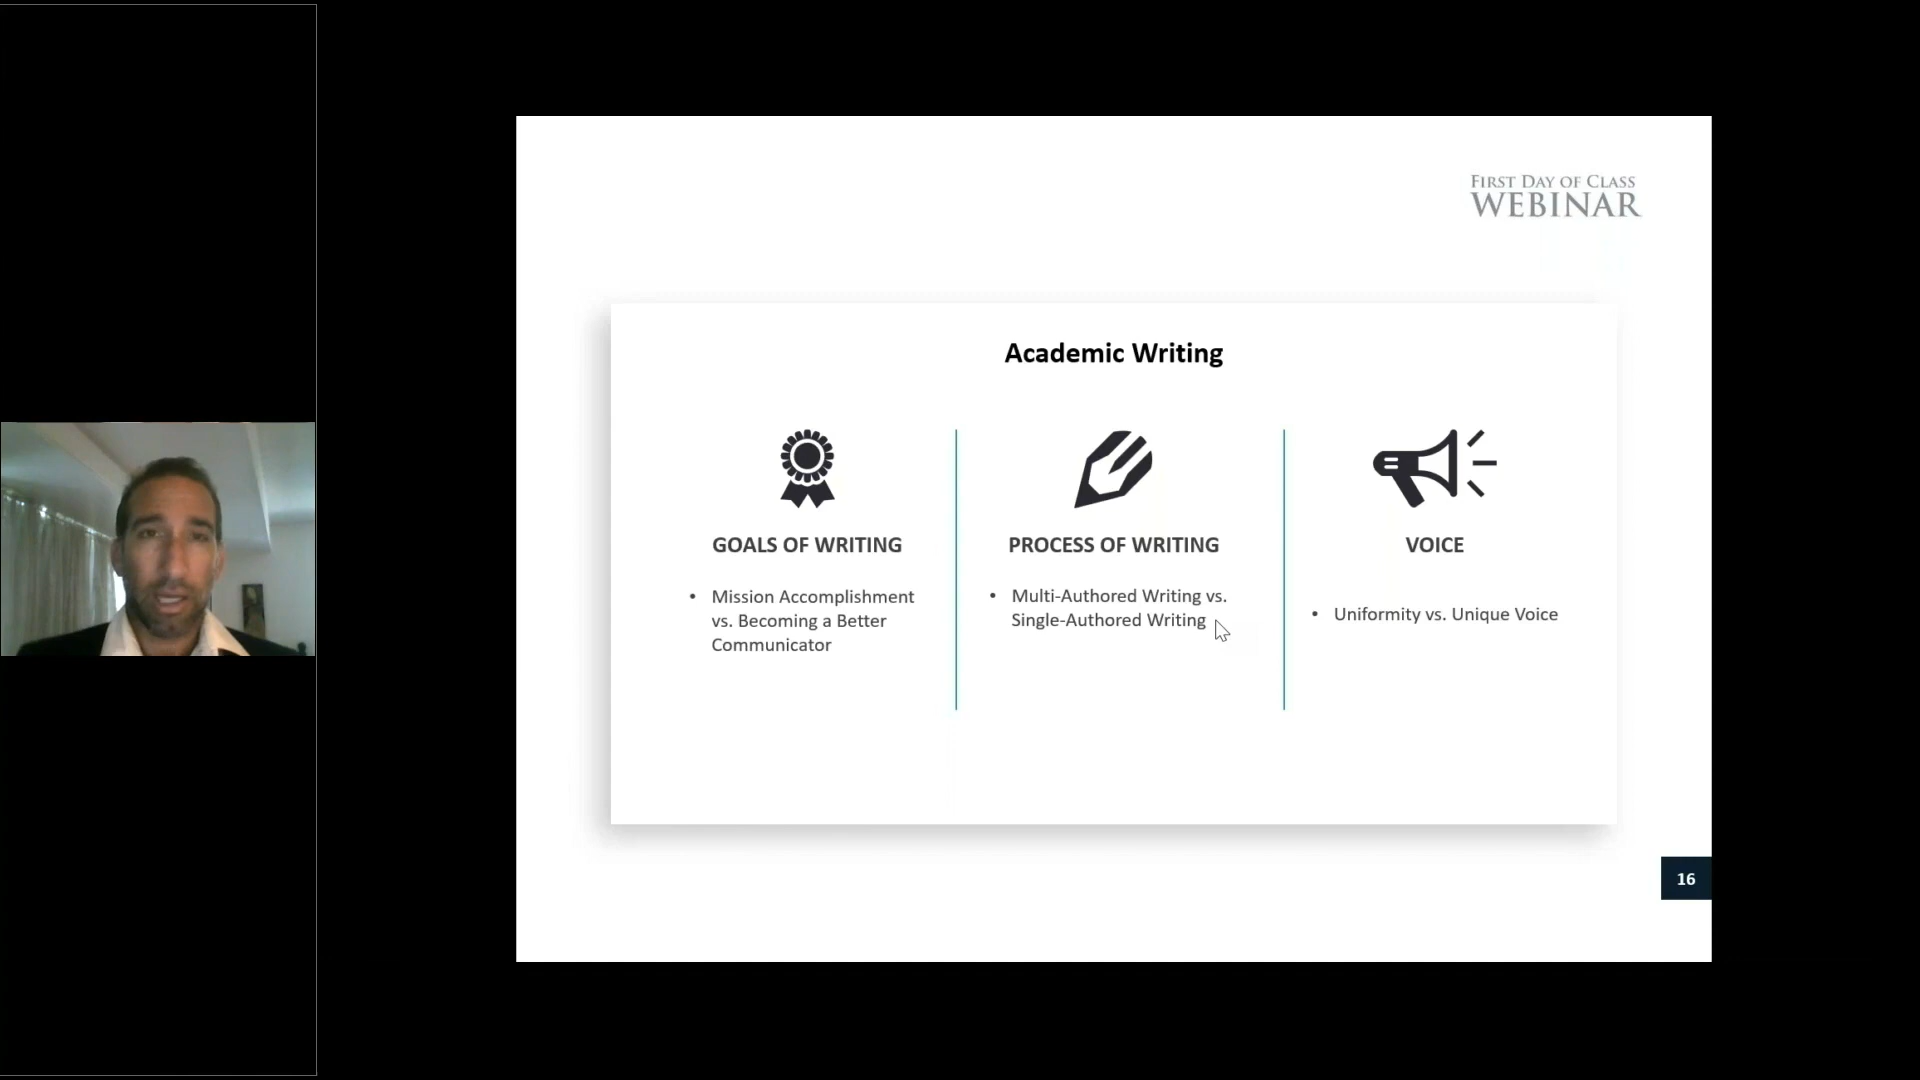 FIRST DAY OF CLASS
WEBINAR
Academic Writing
GOALS OF WRITING
• Mission Accomplishment
vs. Becoming a Better
Communicator
PROCESS OF WRITING
• Multi-Authored Writing vs.
Single-Authored Writing
VOICE
• Uniformity vs. Unique Voice
16